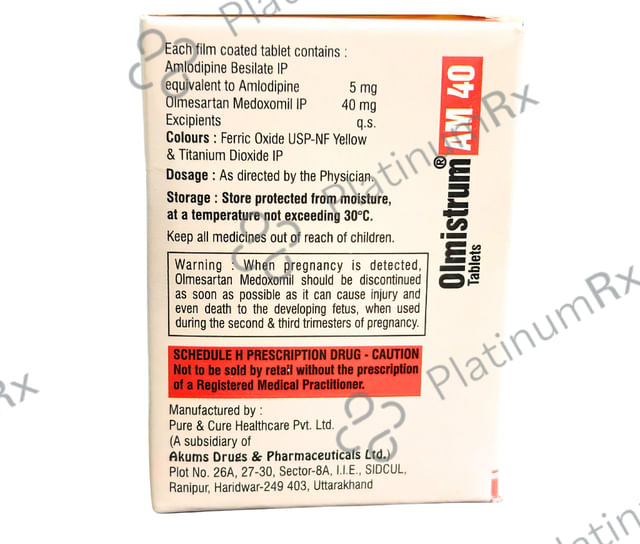 Each film coated tablet contains :
Amlodipine Besilate IP
equivalent to Amlodipine 5 mg
Olmesartan Medoxomil IP 40 mg
Excipients q.s.
Colours : Ferric Oxide USP-NF Yellow
& Titanium Dioxide IP
Dosage : As directed by the Physician.
Storage : Store protected from moisture,
at a temperature not exceeding 30°C.
Keep all medicines out of reach of children.
Warning : When pregnancy is detected,
Olmesartan Medoxomil should be discontinued
as soon as possible as it can cause injury and
even death to the developing fetus, when used
during the second & third trimesters of pregnancy.
SCHEDULE H PRESCRIPTION DRUG - CAUTION
Not to be sold by retail without the prescription
of a Registered Medical Practitioner.
Manufactured by :
Pure & Cure Healthcare Pvt. Ltd.
(A subsidiary of
Akums Drugs & Pharmaceuticals Ltd.)
Plot No. 26A, 27-30, Sector-8A, I.I.E., SIDCUL,
Ranipur, Haridwar-249 403, Uttarakhand
Olmistrum® AM 40
Tablets
PlatinumRx
PlatinumRx
PlatinumRx